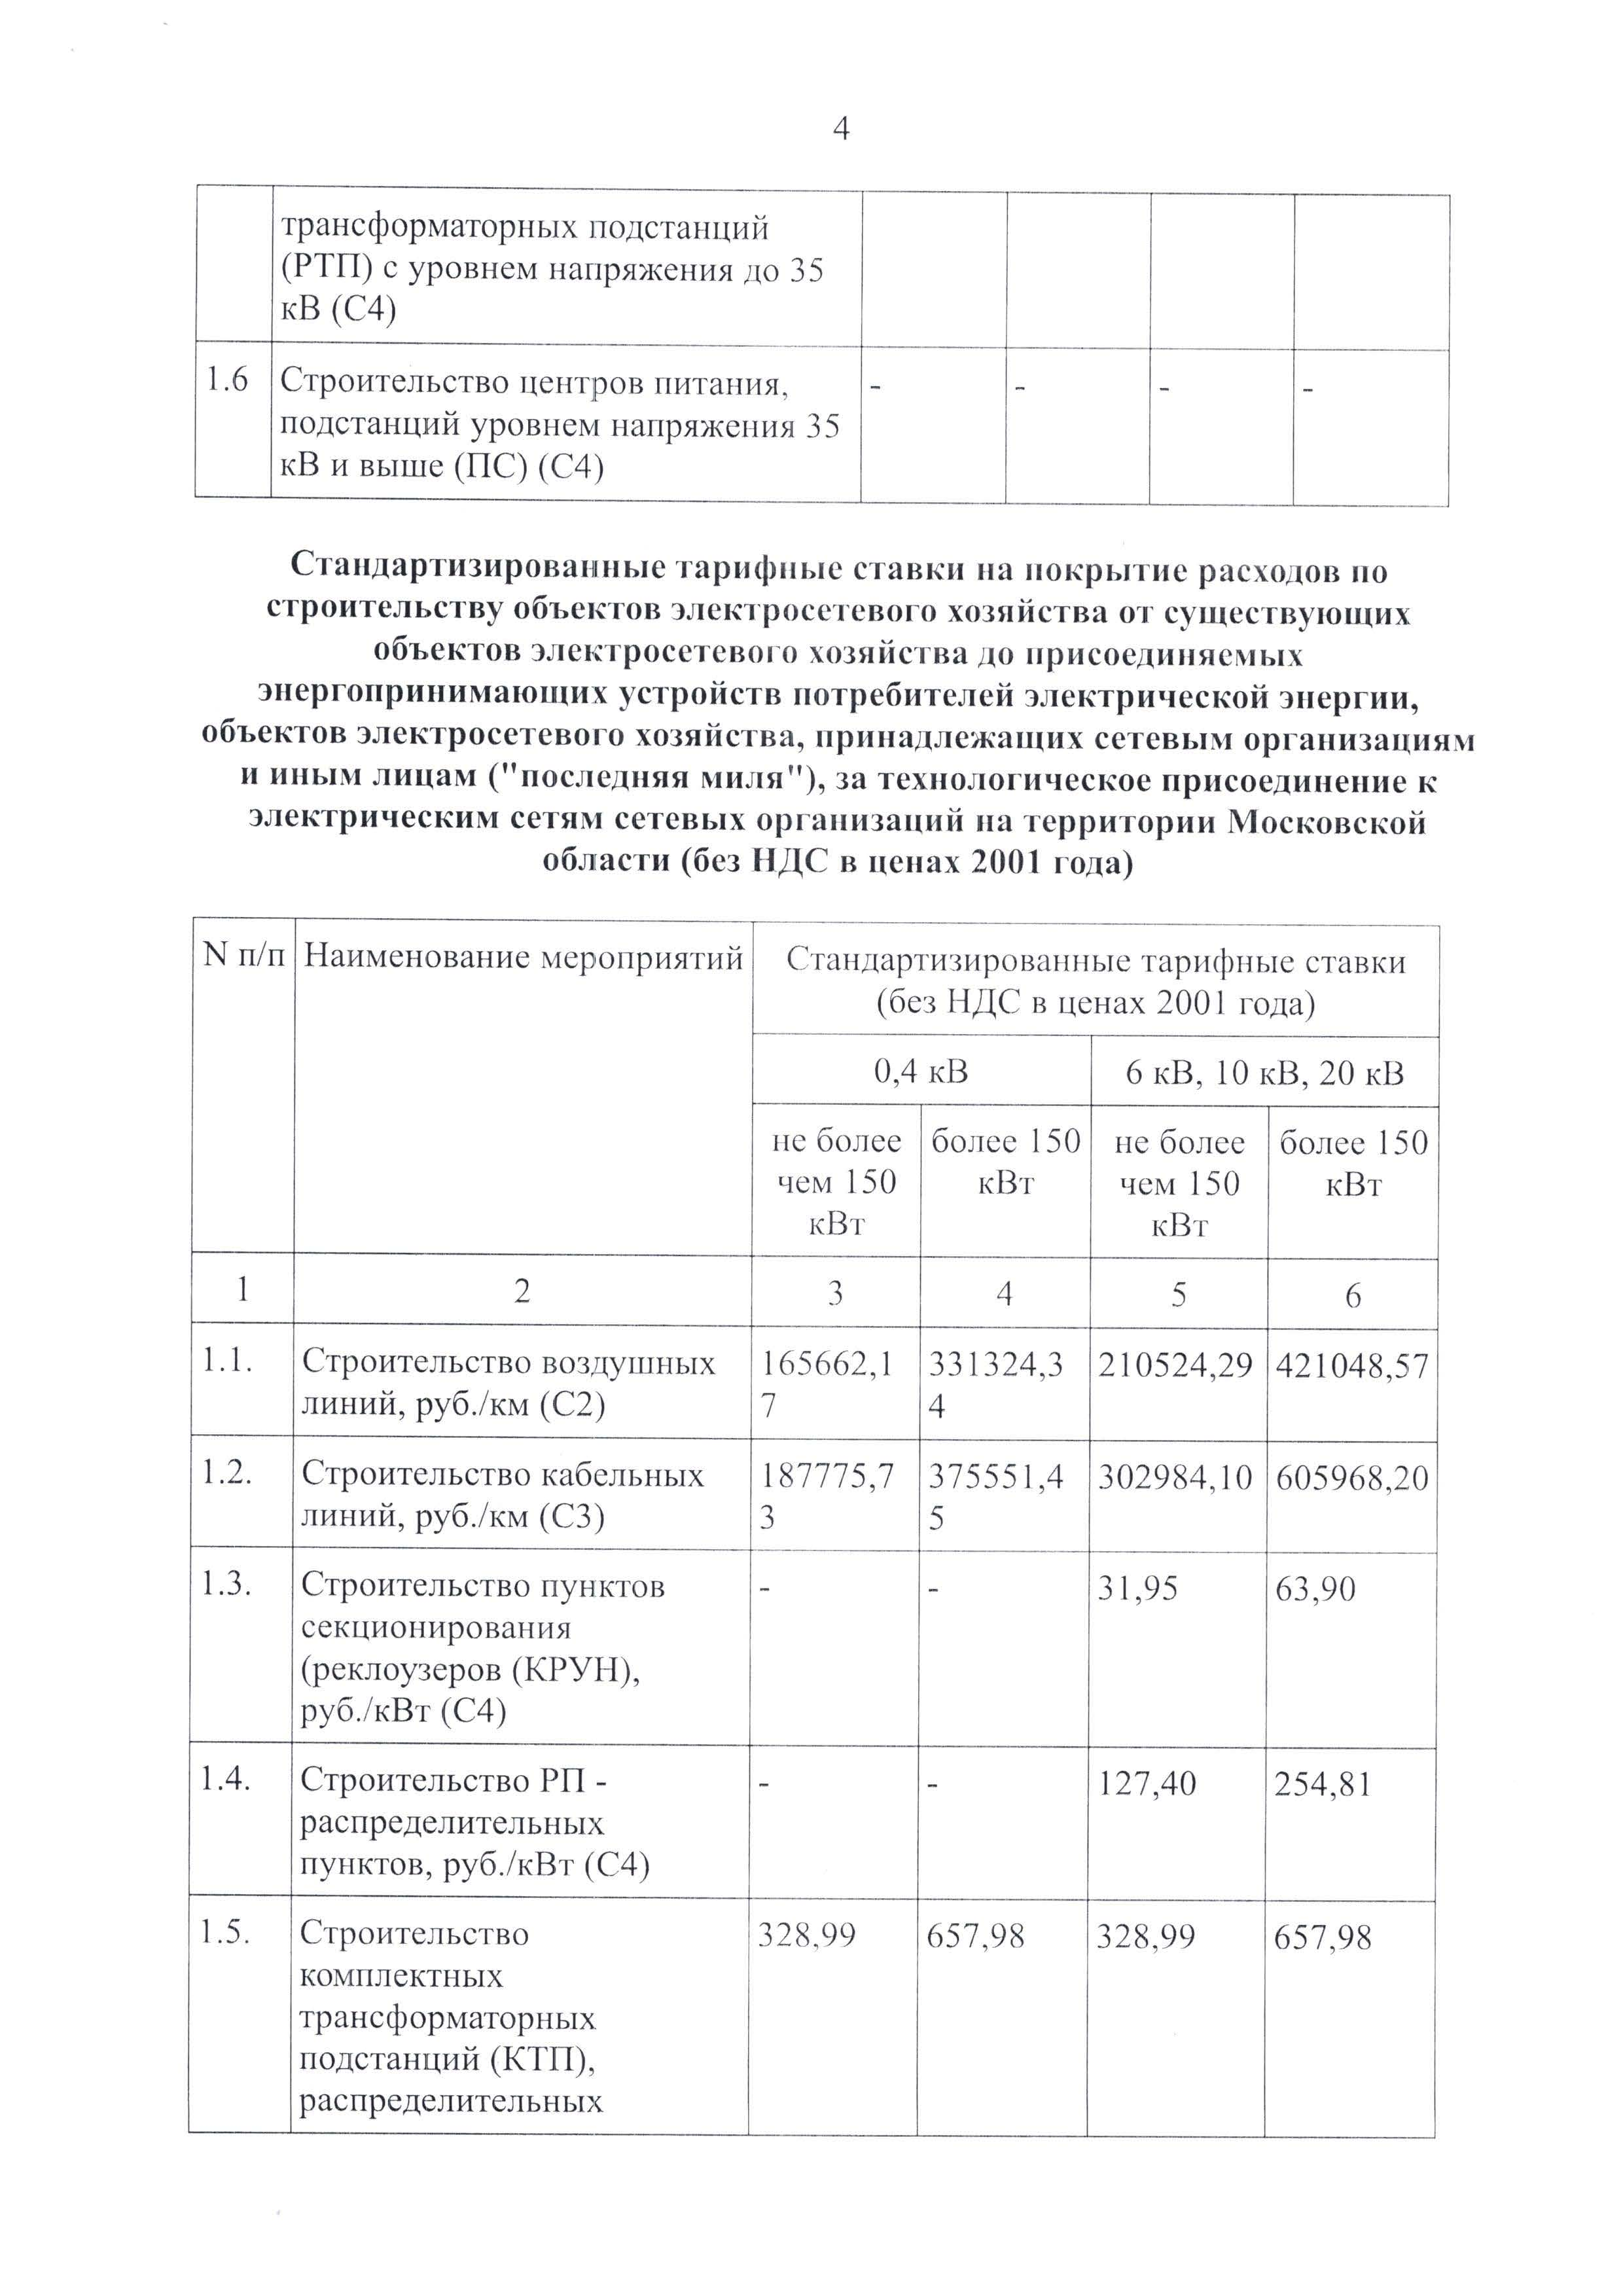 4
трансформаторных подстанций
(РТП) с уровнем напряжения до 35
кВ (С4)
1.6 Строительство центров питания, - - - -
подстанций уровнем напряжения 35
кВ и выше (ПС) (С4)
Стандартизированные тарифные ставки на покрытие расходов по
строительству объектов электросетевого хозяйства от существующих
объектов электросетевого хозяйства до присоединяемых
энергопринимающих устройств потребителей электрической энергии,
объектов электросетевого хозяйства, принадлежащих сетевым организациям
и иным лицам ("последняя миля"), за технологическое присоединение к
электрическим сетям сетевых организаций на территории Московской
области (без НДС в ценах 2001 года)
N п/п Наименование мероприятий Стандартизированные тарифные ставки
(без НДС в ценах 2001 года)
0,4 кВ 6 кВ, 10 кВ, 20 кВ
не более более 150 не более более 150
чем 150 кВт чем 150 кВт
кВт кВт
1 2 3 4 5 6
1.1. Строительство воздушных 165662,1 331324,3 210524,29 421048,57
линий, руб./км (С2) 7 4
1.2. Строительство кабельных 187775,7 375551,4 302984,10 605968,20
линий, руб./км (С3) 3 5
1.3. Строительство пунктов - - 31,95 63,90
секционирования
(реклоузеров (КРУН),
руб./кВт (С4)
1.4. Строительство РП - - - 127,40 254,81
распределительных
пунктов, руб./кВт (С4)
1.5. Строительство 328,99 657,98 328,99 657,98
комплектных
трансформаторных
подстанций (КТП),
распределительных